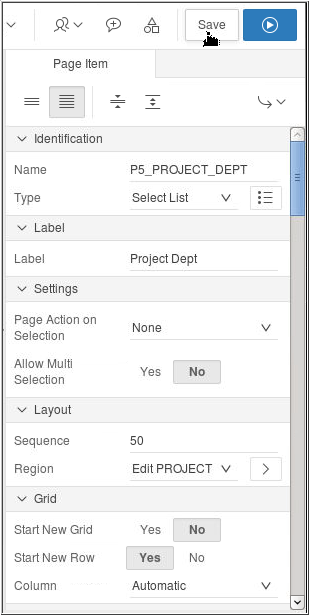 Save
Page Item
Identification
Name P5_PROJECT_DEPT
Type Select List
Label
Label Project Dept
Settings
Page Action on
Selection None
Allow Multi
Selection Yes No
Layout
Sequence 50
Region Edit PROJECT
Grid
Start New Grid Yes No
Start New Row Yes No
Column Automatic